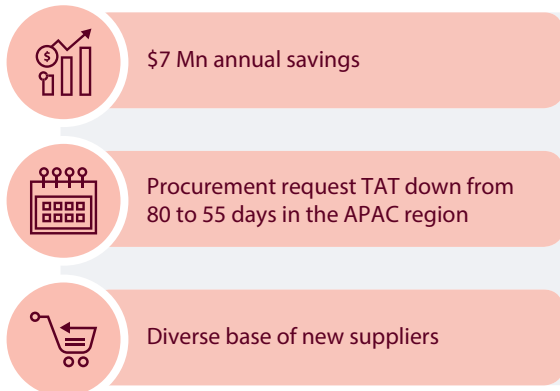 $
$7 Mn annual savings
Procurement request TAT down from
80 to 55 days in the APAC region
Diverse base of new suppliers